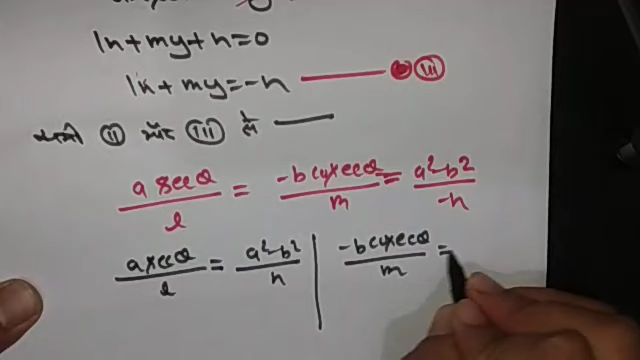 lx+my+n=0
lx+my=-n ——— (III)
समी (II) और (III) से ——
a secθ/l = -b cosecθ/m = a²-b²/-n
a secθ/l = a²-b²/n | -b cosecθ/m =